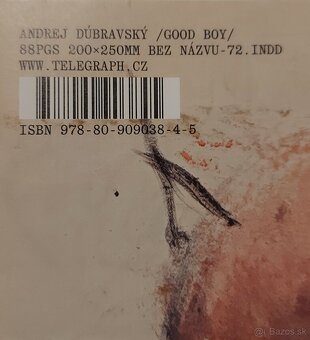 ANDREJ DÚBRAVSKÝ /GOOD BOY/
88PGS 200×250MM BEZ NÁZVU-72.INDD
WWW.TELEGRAPH.CZ
ISBN 978-80-909038-4-5
Bazos.sk